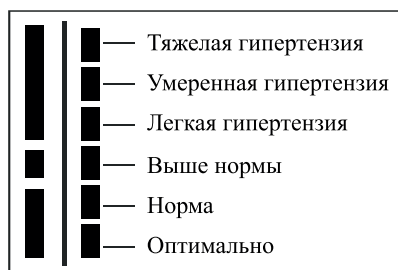 Тяжелая гипертензия
Умеренная гипертензия
Легкая гипертензия
Выше нормы
Норма
Оптимально